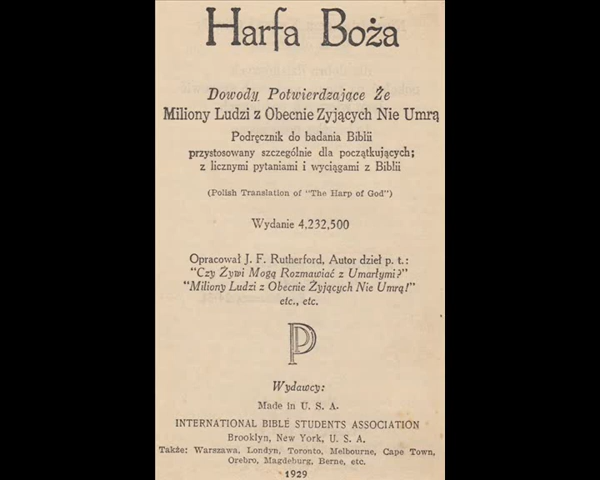 Harfa Boża
Dowody Potwierdzające Że
Miliony Ludzi z Obecnie Żyjących Nie Umrą
Podręcznik do badania Biblii
przystosowany szczególnie dla początkujących;
z licznymi pytaniami i wyciągami z Biblii
(Polish Translation of "The Harp of God")
Wydanie 4,232,500
Opracował J. F. Rutherford, Autor dzieł p. t.:
"Czy Żywi Mogą Rozmawiać z Umarłymi?"
"Miliony Ludzi z Obecnie Żyjących Nie Umrą!"
etc., etc.
PP
Wydawcy:
Made in U. S. A.
INTERNATIONAL BIBLE STUDENTS ASSOCIATION
Brooklyn, New York, U. S. A.
Także: Warszawa, Londyn, Toronto, Melbourne, Cape Town,
Orebro, Magdeburg, Berne, etc.
1929